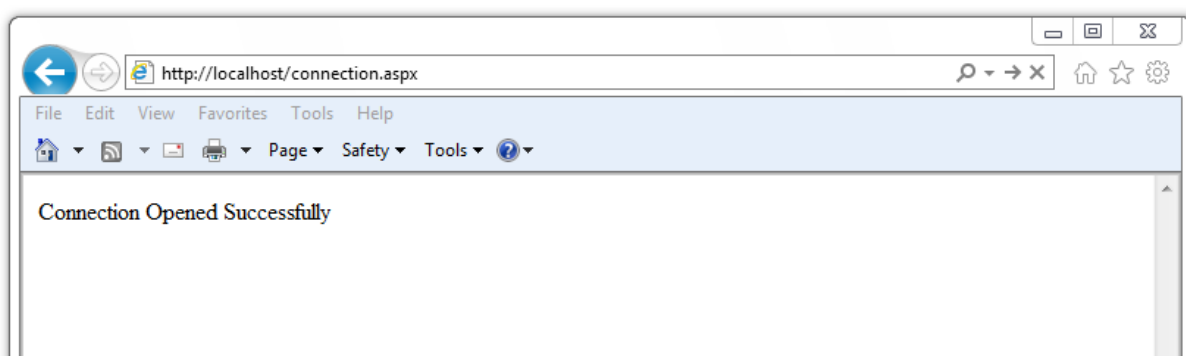 http://localhost/connection.aspx
File Edit View Favorites Tools Help
Page Safety Tools
Connection Opened Successfully